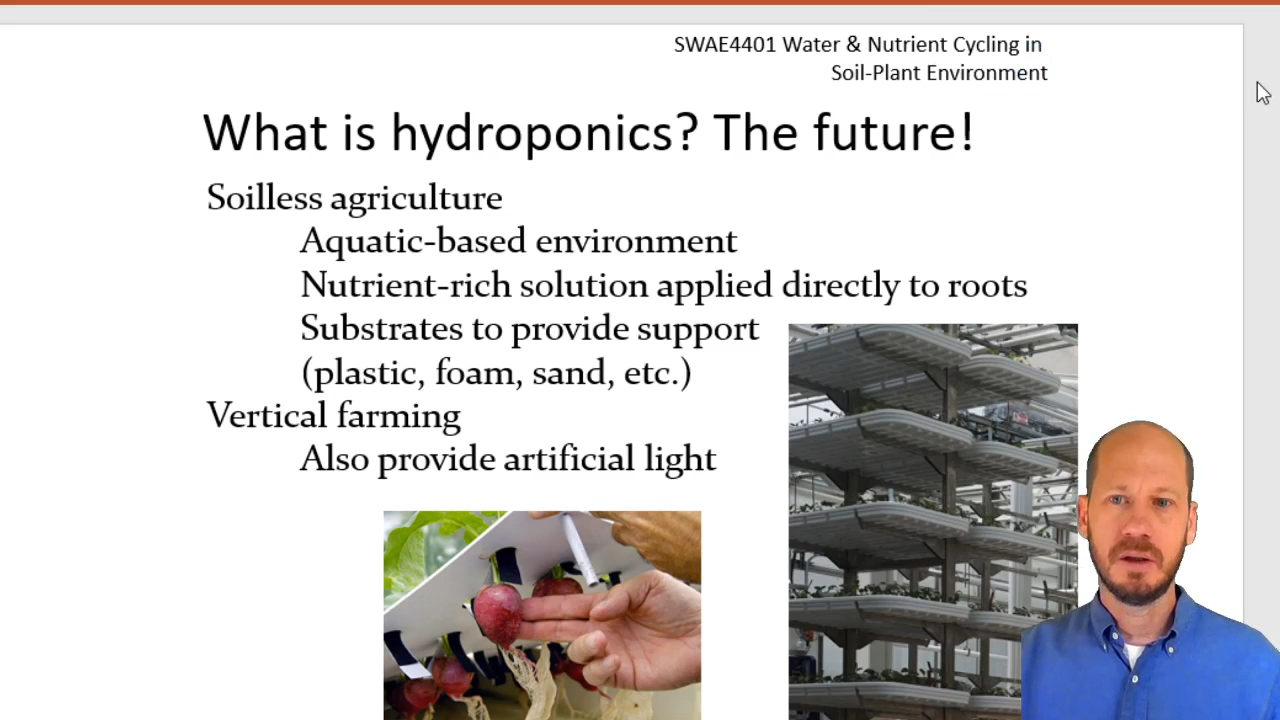 SWAE4401 Water & Nutrient Cycling in
Soil-Plant Environment
What is hydroponics? The future!
Soilless agriculture
Aquatic-based environment
Nutrient-rich solution applied directly to roots
Substrates to provide support
(plastic, foam, sand, etc.)
Vertical farming
Also provide artificial light